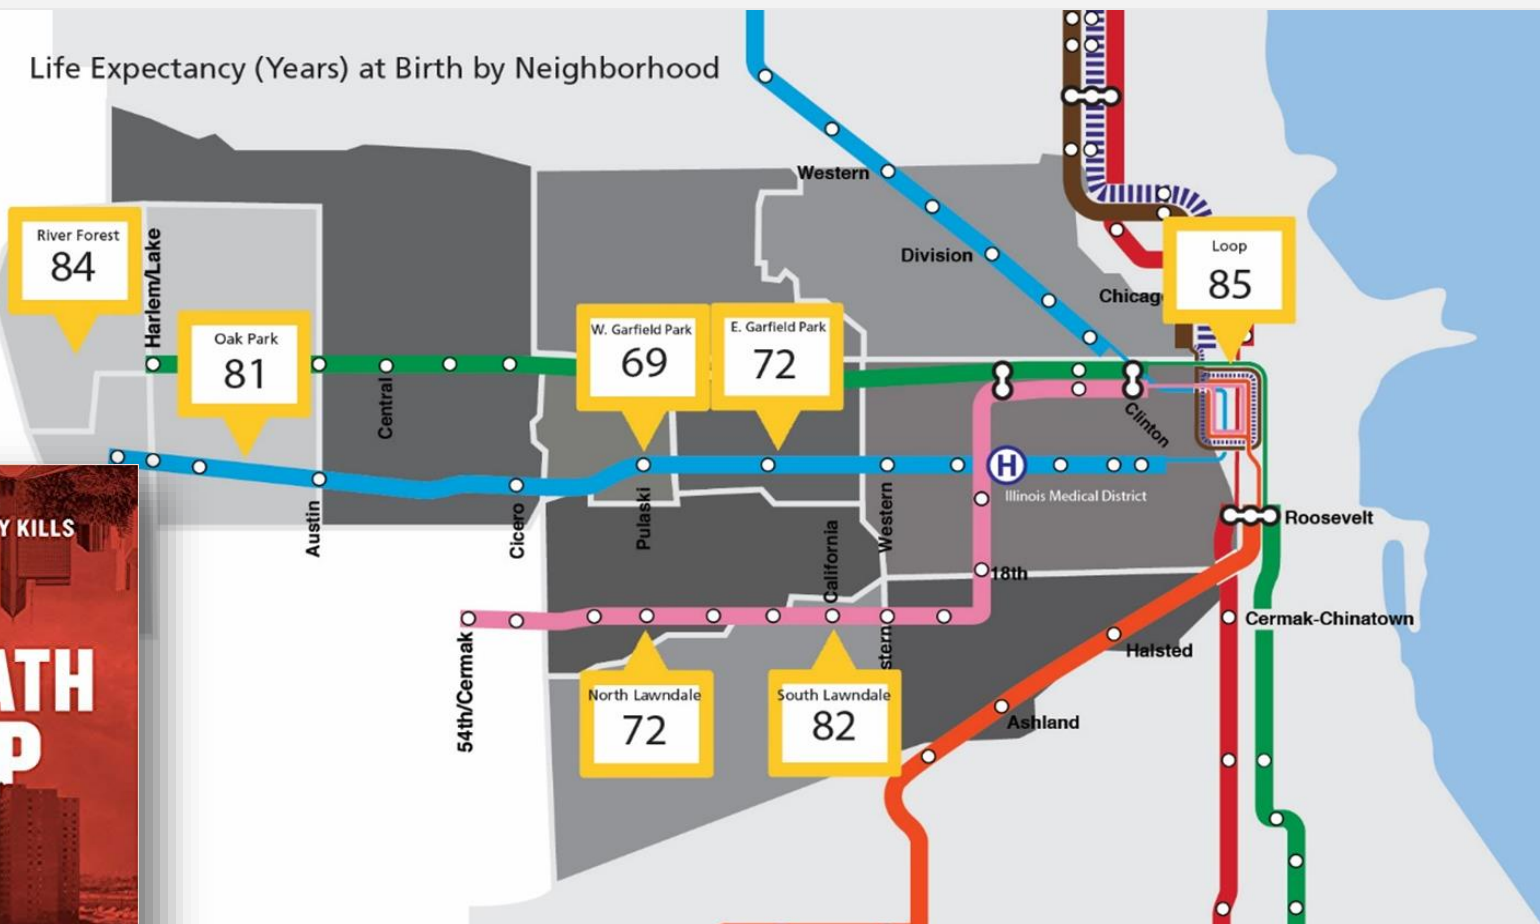 Life Expectancy (Years) at Birth by Neighborhood
Western
River Forest
84
Harlem/Lake
Division
Loop
85
Chicag
Oak Park
81
W. Garfield Park
69
E. Garfield Park
72
Central
Clinton
H
Illinois Medical District
Austin
Cicero
Pulaski
California
Western
Roosevelt
Y KILLS
18th
Cermak-Chinatown
54th/Cermak
stern
Halsted
ATH
P
North Lawndale
72
South Lawndale
82
Ashland